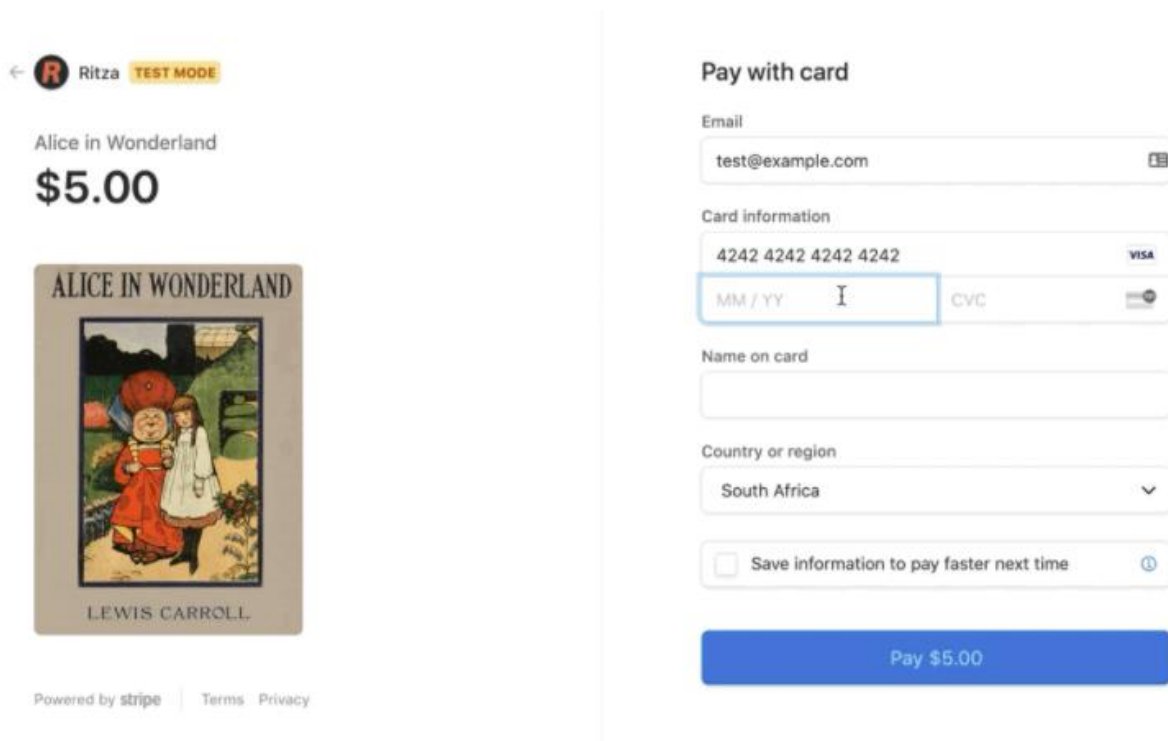 Ritza TEST MODE
Alice in Wonderland
$5.00
ALICE IN WONDERLAND
LEWIS CARROLL
Powered by stripe
Terms Privacy
Pay with card
Email
test@example.com
Card information
4242 4242 4242 4242 VISA
MM / YY CVC
Name on card
Country or region
South Africa
Save information to pay faster next time
Pay $5.00